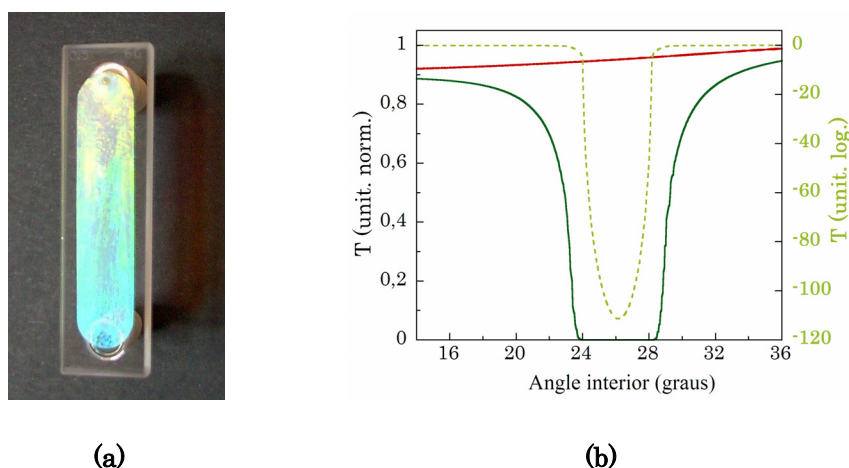 T (unit. norm.)
1
0,8
0,6
0,4
0,2
0
16 20 24 28 32 36
Angle interior (graus)
0
-20
-40
-60
-80
-100
-120
T (unit. log.)
(a)
(b)